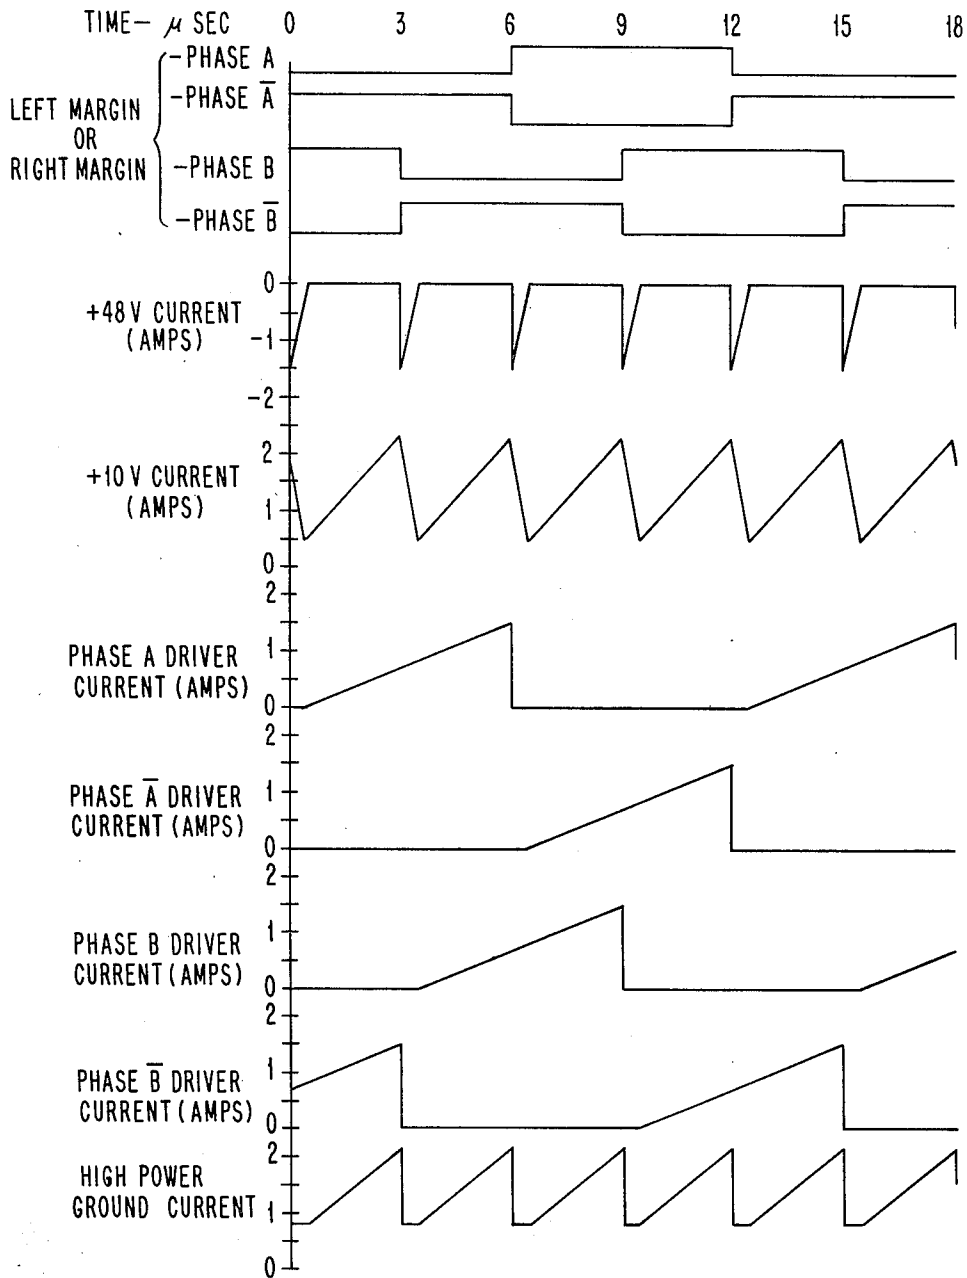 TIME— μ SEC 0 3 6 9 12 15 18
LEFT MARGIN
OR
RIGHT MARGIN
-PHASE A
-PHASE A̅
-PHASE B
-PHASE B̅
+48V CURRENT
(AMPS)
0
-1
-2
+10V CURRENT
(AMPS)
2
1
0
PHASE A DRIVER
CURRENT (AMPS)
2
1
0
PHASE A̅ DRIVER
CURRENT (AMPS)
2
1
0
PHASE B DRIVER
CURRENT (AMPS)
2
1
0
PHASE B̅ DRIVER
CURRENT (AMPS)
2
1
0
HIGH POWER
GROUND CURRENT
2
1
0